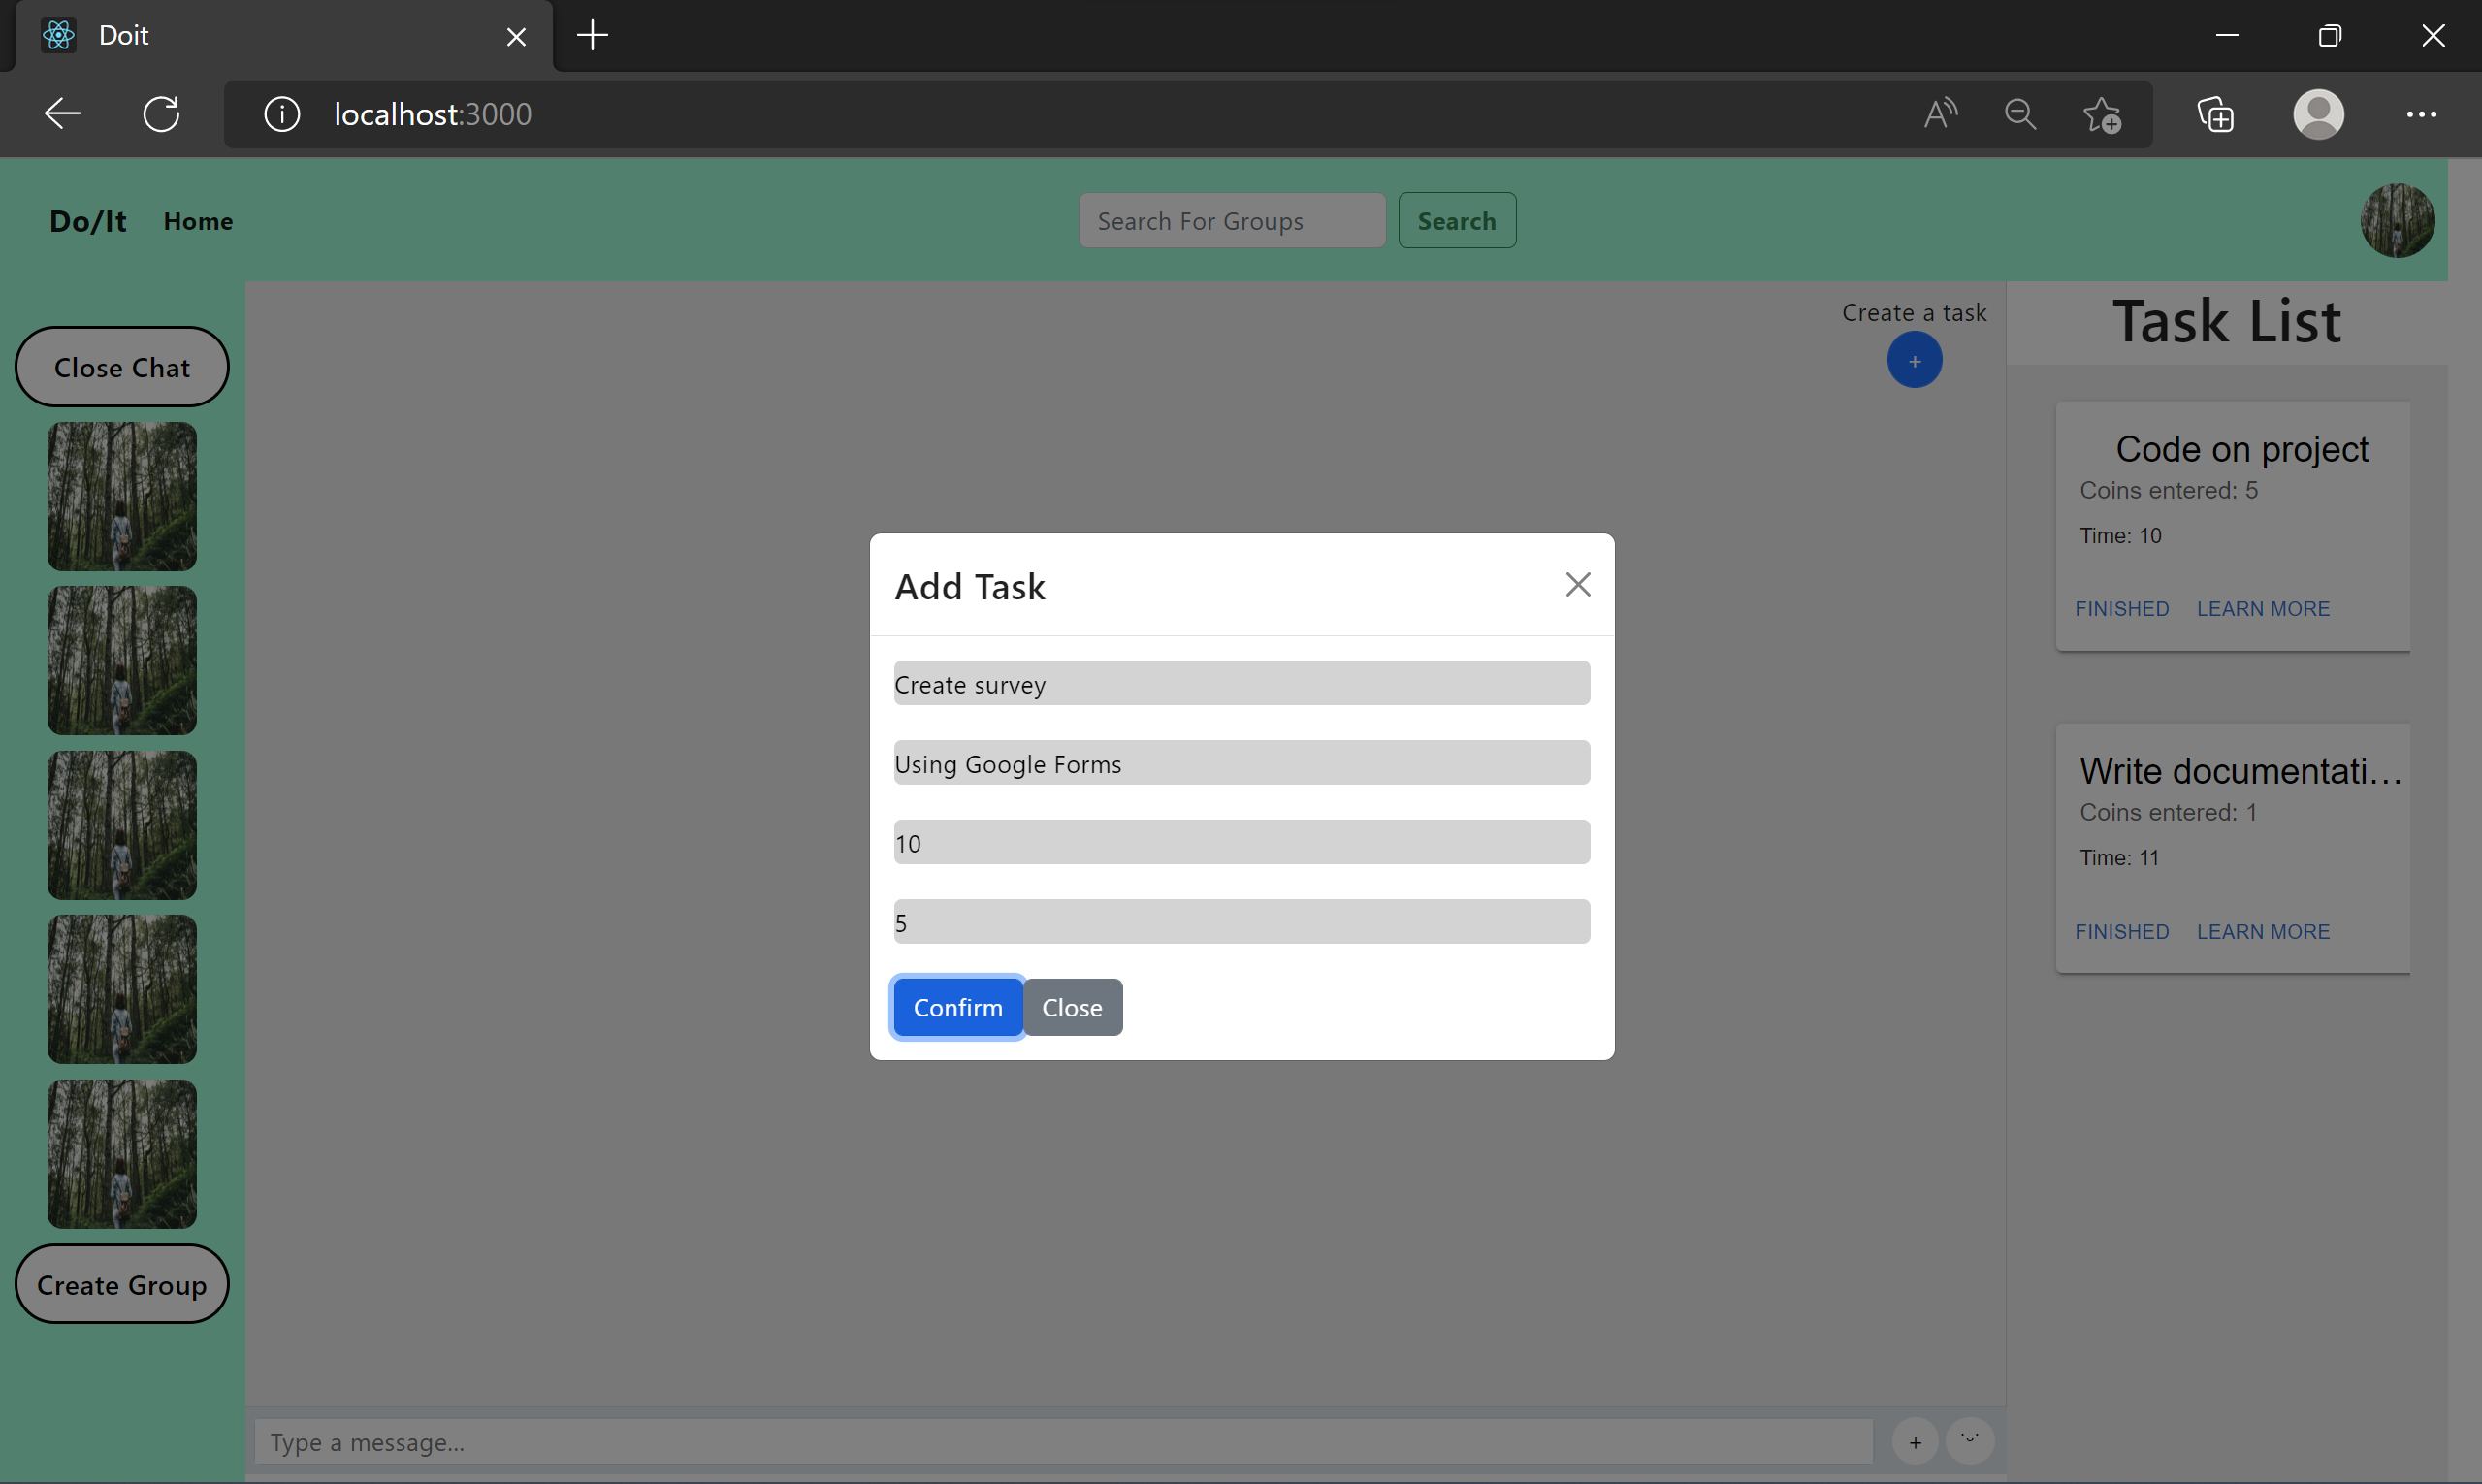 Doit
localhost:3000
Do/It Home
Search For Groups Search
Close Chat
Create Group
Create a task
+
Task List
Code on project
Coins entered: 5
Time: 10
FINISHED LEARN MORE
Write documentati...
Coins entered: 1
Time: 11
FINISHED LEARN MORE
Add Task
Create survey
Using Google Forms
10
5
Confirm Close
Type a message...
+